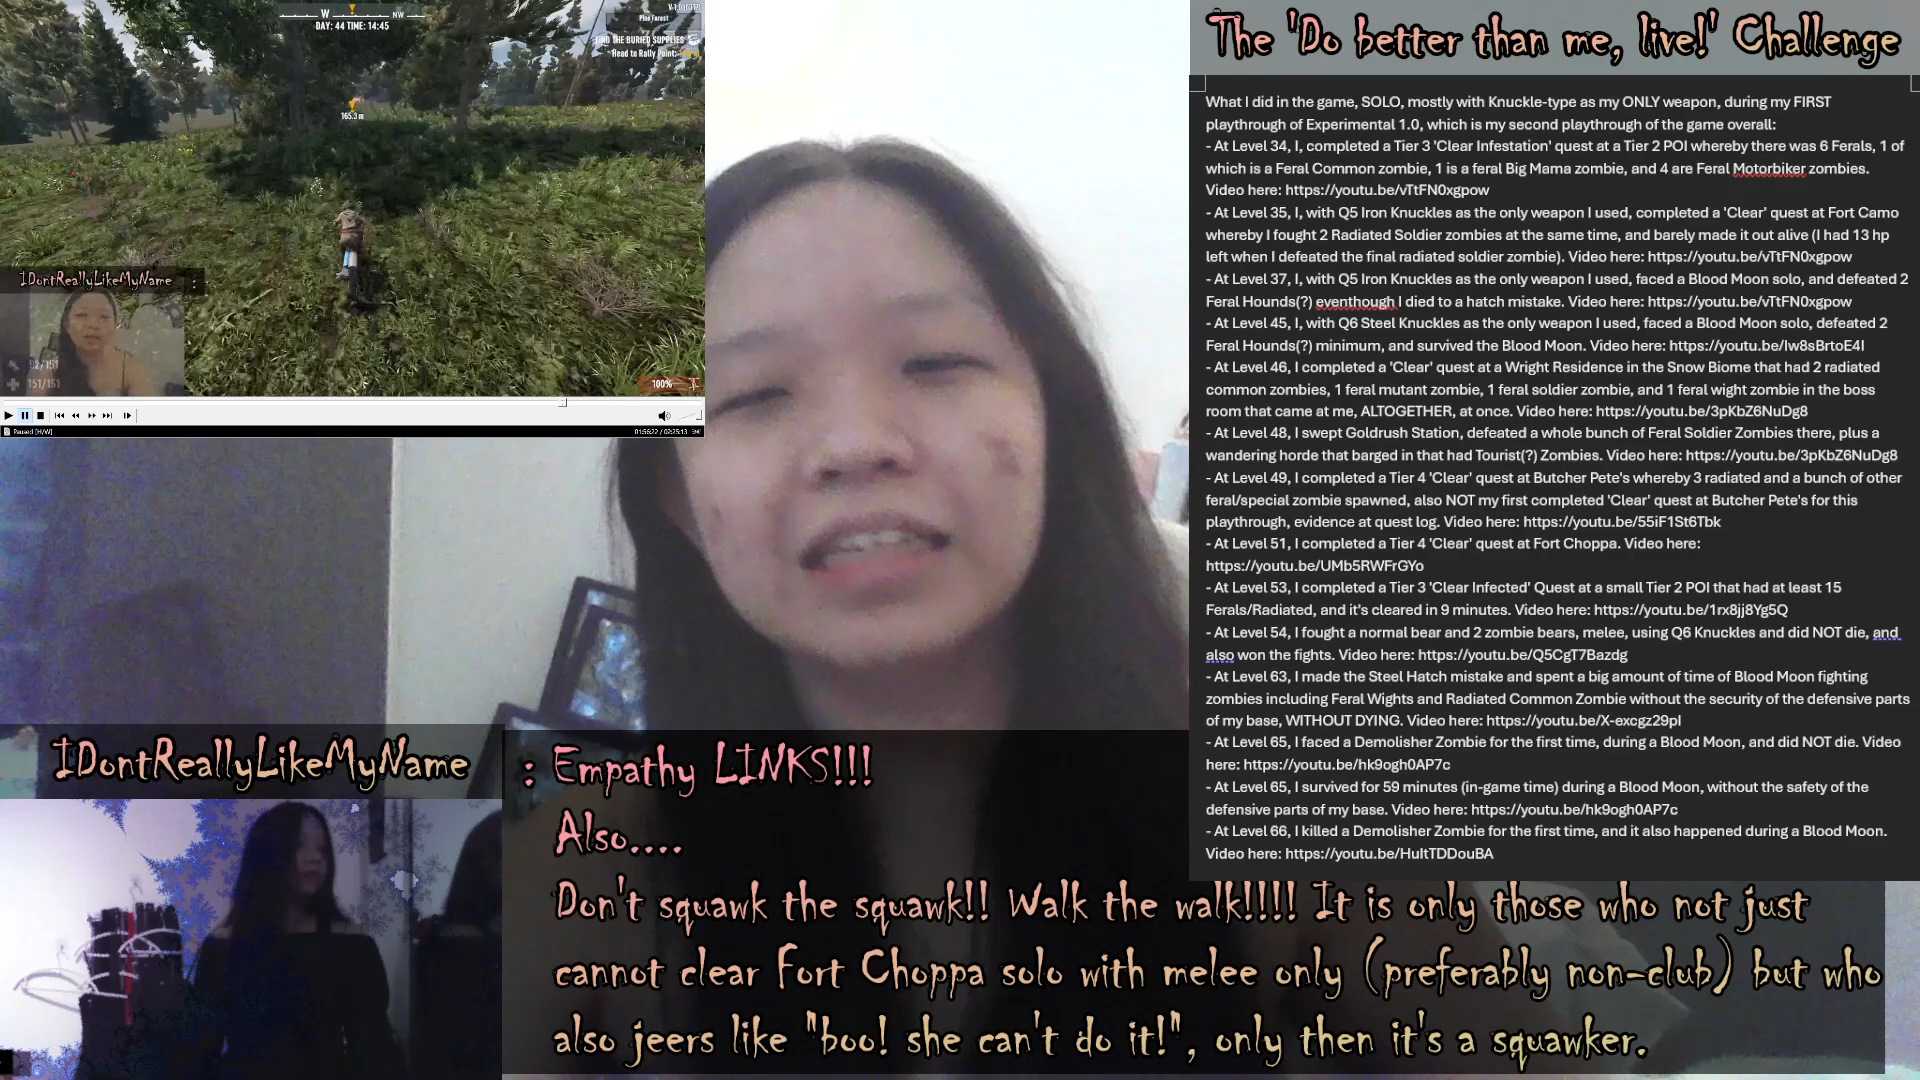 W
NW
DAY: 44 TIME: 14:45
Pine Forest
FIND THE BURIED SUPPLIES
Head to Rally Point:
165.3 m
IDontReallyLikeMyName
:
92/151
151/151
100%
Paused [H/W]
01:56:22 / 02:25:13
The 'Do better than me, live!' Challenge
What I did in the game, SOLO, mostly with Knuckle-type as my ONLY weapon, during my FIRST
playthrough of Experimental 1.0, which is my second playthrough of the game overall:
- At Level 34, I, completed a Tier 3 'Clear Infestation' quest at a Tier 2 POI whereby there was 6 Ferals, 1 of
which is a Feral Common zombie, 1 is a feral Big Mama zombie, and 4 are Feral Motorbiker zombies.
Video here: https://youtu.be/vTtFN0xgpow
- At Level 35, I, with Q5 Iron Knuckles as the only weapon I used, completed a 'Clear' quest at Fort Camo
whereby I fought 2 Radiated Soldier zombies at the same time, and barely made it out alive (I had 13 hp
left when I defeated the final radiated soldier zombie). Video here: https://youtu.be/vTtFN0xgpow
- At Level 37, I, with Q5 Iron Knuckles as the only weapon I used, faced a Blood Moon solo, and defeated 2
Feral Hounds(?) eventhough I died to a hatch mistake. Video here: https://youtu.be/vTtFN0xgpow
- At Level 45, I, with Q6 Steel Knuckles as the only weapon I used, faced a Blood Moon solo, defeated 2
Feral Hounds(?) minimum, and survived the Blood Moon. Video here: https://youtu.be/Iw8sBrtoE4I
- At Level 46, I completed a 'Clear' quest at a Wright Residence in the Snow Biome that had 2 radiated
common zombies, 1 feral mutant zombie, 1 feral soldier zombie, and 1 feral wight zombie in the boss
room that came at me, ALTOGETHER, at once. Video here: https://youtu.be/3pKbZ6NuDg8
- At Level 48, I swept Goldrush Station, defeated a whole bunch of Feral Soldier Zombies there, plus a
wandering horde that barged in that had Tourist(?) Zombies. Video here: https://youtu.be/3pKbZ6NuDg8
- At Level 49, I completed a Tier 4 'Clear' quest at Butcher Pete's whereby 3 radiated and a bunch of other
feral/special zombie spawned, also NOT my first completed 'Clear' quest at Butcher Pete's for this
playthrough, evidence at quest log. Video here: https://youtu.be/55iF1St6Tbk
- At Level 51, I completed a Tier 4 'Clear' quest at Fort Choppa. Video here:
https://youtu.be/UMb5RWFrGYo
- At Level 53, I completed a Tier 3 'Clear Infected' Quest at a small Tier 2 POI that had at least 15
Ferals/Radiated, and it's cleared in 9 minutes. Video here: https://youtu.be/1rx8jj8Yg5Q
- At Level 54, I fought a normal bear and 2 zombie bears, melee, using Q6 Knuckles and did NOT die, and
also won the fights. Video here: https://youtu.be/Q5CgT7Bazdg
- At Level 63, I made the Steel Hatch mistake and spent a big amount of time of Blood Moon fighting
zombies including Feral Wights and Radiated Common Zombie without the security of the defensive parts
of my base, WITHOUT DYING. Video here: https://youtu.be/X-excgz29pI
- At Level 65, I faced a Demolisher Zombie for the first time, during a Blood Moon, and did NOT die. Video
here: https://youtu.be/hk9ogh0AP7c
- At Level 65, I survived for 59 minutes (in-game time) during a Blood Moon, without the safety of the
defensive parts of my base. Video here: https://youtu.be/hk9ogh0AP7c
- At Level 66, I killed a Demolisher Zombie for the first time, and it also happened during a Blood Moon.
Video here: https://youtu.be/HuItTDDouBA
IDontReallyLikeMyName
: Empathy LINKS!!!
Also....
Don't squawk the squawk!! Walk the walk!!!! It is only those who not just
cannot clear Fort Choppa solo with melee only (preferably non-club) but who
also jeers like "boo! she can't do it!", only then it's a squawker.